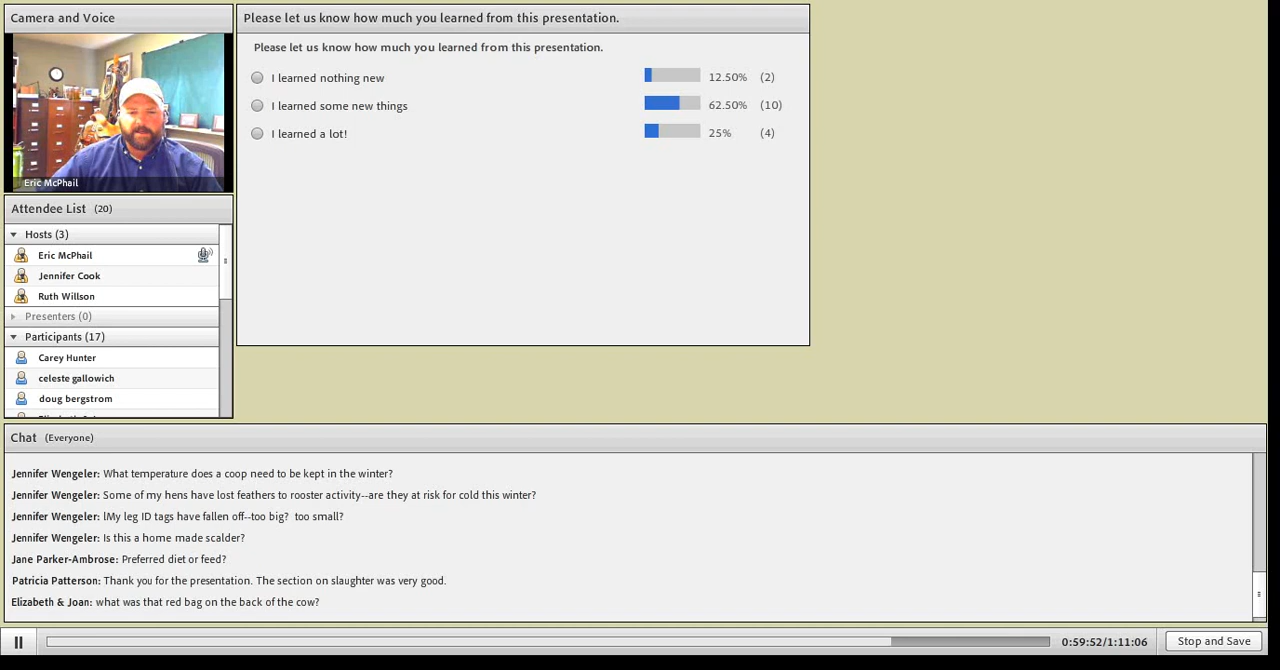 Camera and Voice
Eric McPhail
Attendee List (20)
Hosts (3)
Eric McPhail
Jennifer Cook
Ruth Willson
Presenters (0)
Participants (17)
Carey Hunter
celeste gallowich
doug bergstrom
Please let us know how much you learned from this presentation.
Please let us know how much you learned from this presentation.
I learned nothing new 12.50% (2)
I learned some new things 62.50% (10)
I learned a lot! 25% (4)
Chat (Everyone)
Jennifer Wengeler: What temperature does a coop need to be kept in the winter?
Jennifer Wengeler: Some of my hens have lost feathers to rooster activity--are they at risk for cold this winter?
Jennifer Wengeler: lMy leg ID tags have fallen off--too big? too small?
Jennifer Wengeler: Is this a home made scalder?
Jane Parker-Ambrose: Preferred diet or feed?
Patricia Patterson: Thank you for the presentation. The section on slaughter was very good.
Elizabeth & Joan: what was that red bag on the back of the cow?
0:59:52/1:11:06
Stop and Save